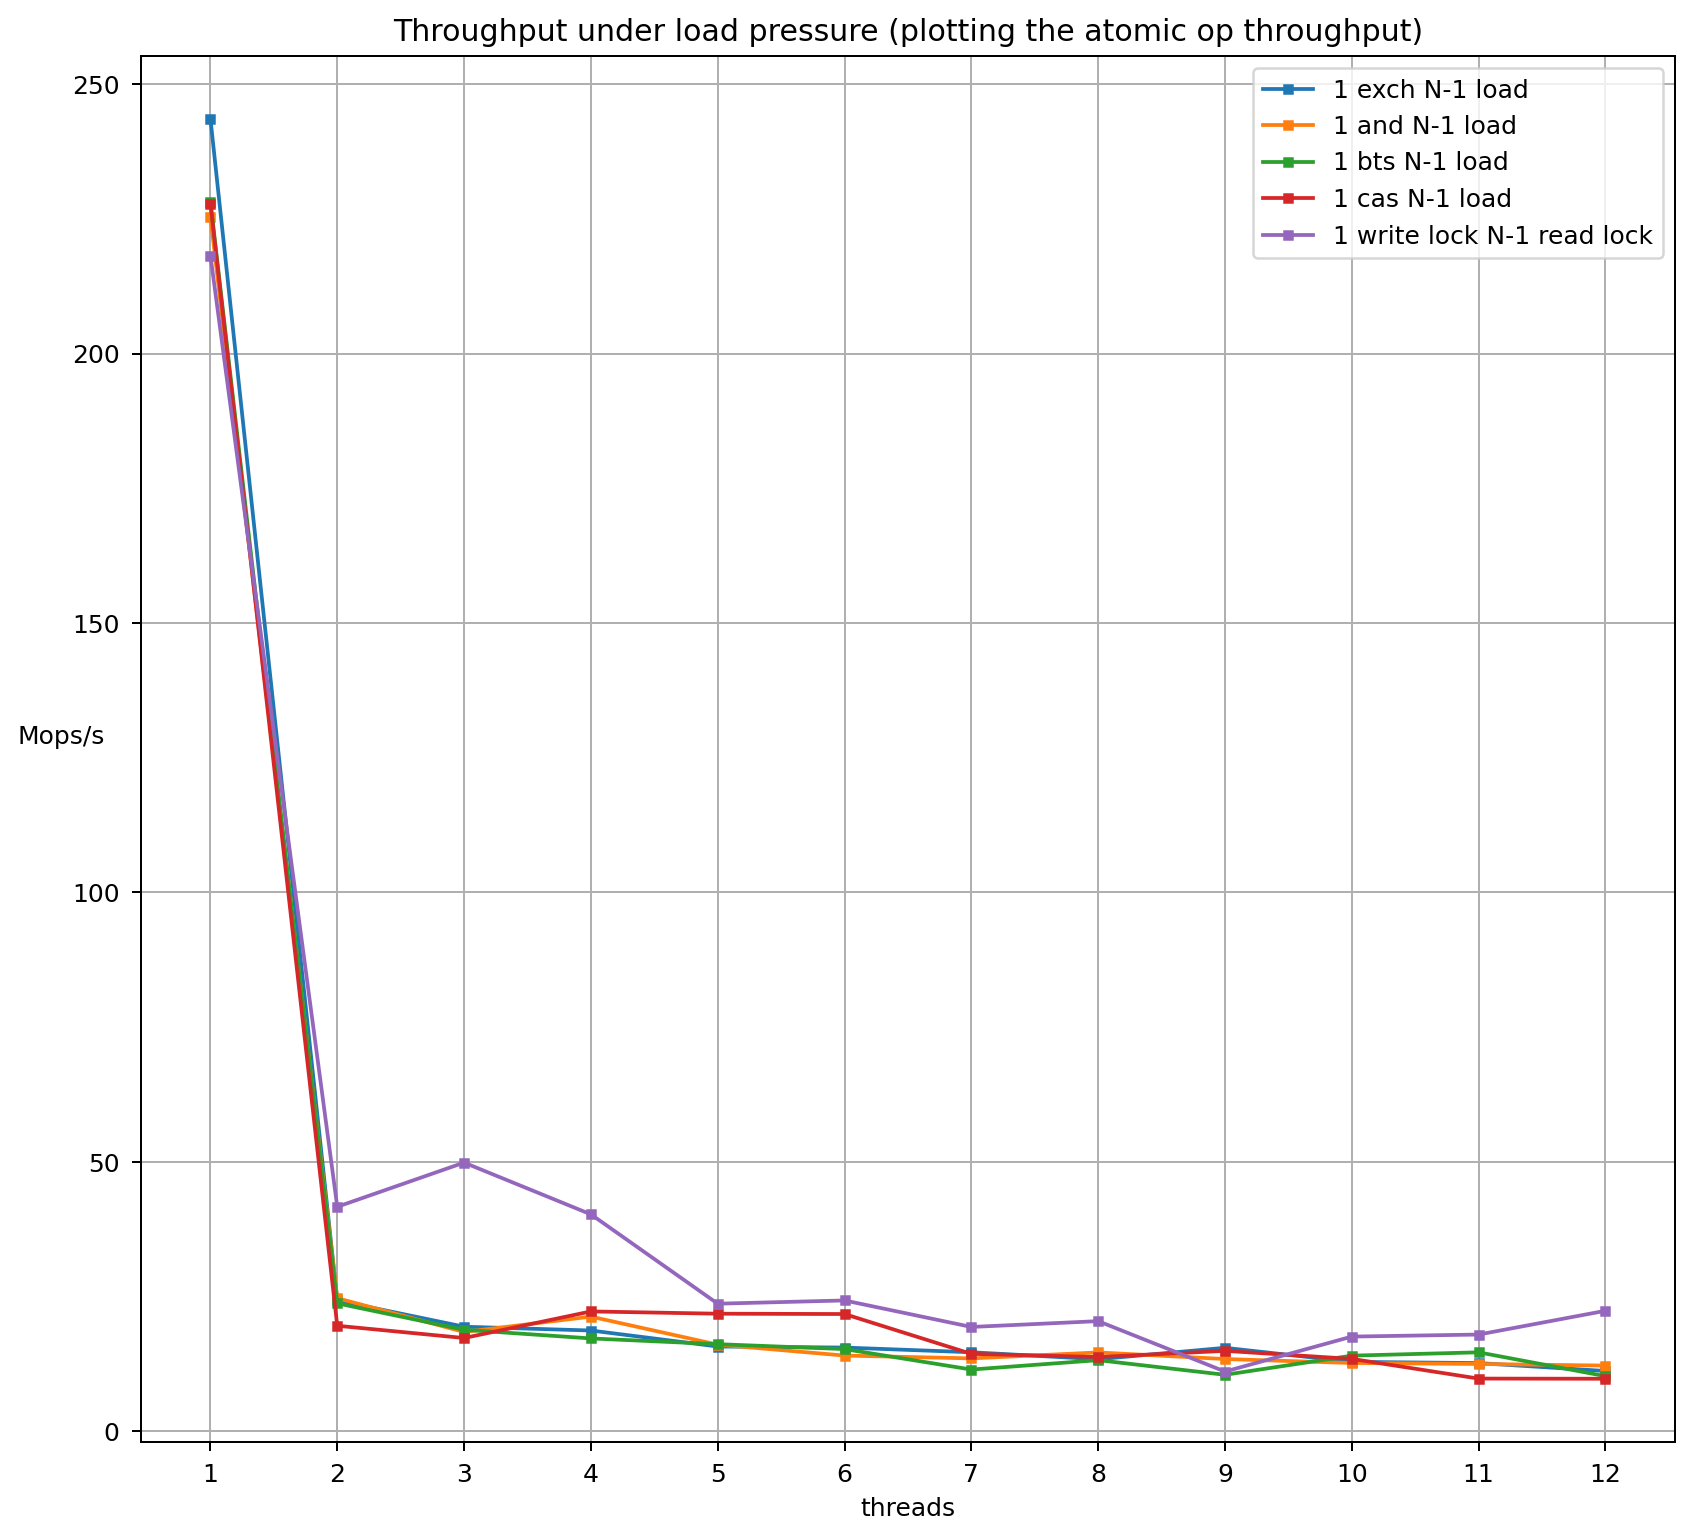 Throughput under load pressure (plotting the atomic op throughput)
1 exch N-1 load
1 and N-1 load
1 bts N-1 load
1 cas N-1 load
1 write lock N-1 read lock
250
200
150
Mops/s
100
50
0
1 2 3 4 5 6 7 8 9 10 11 12
threads